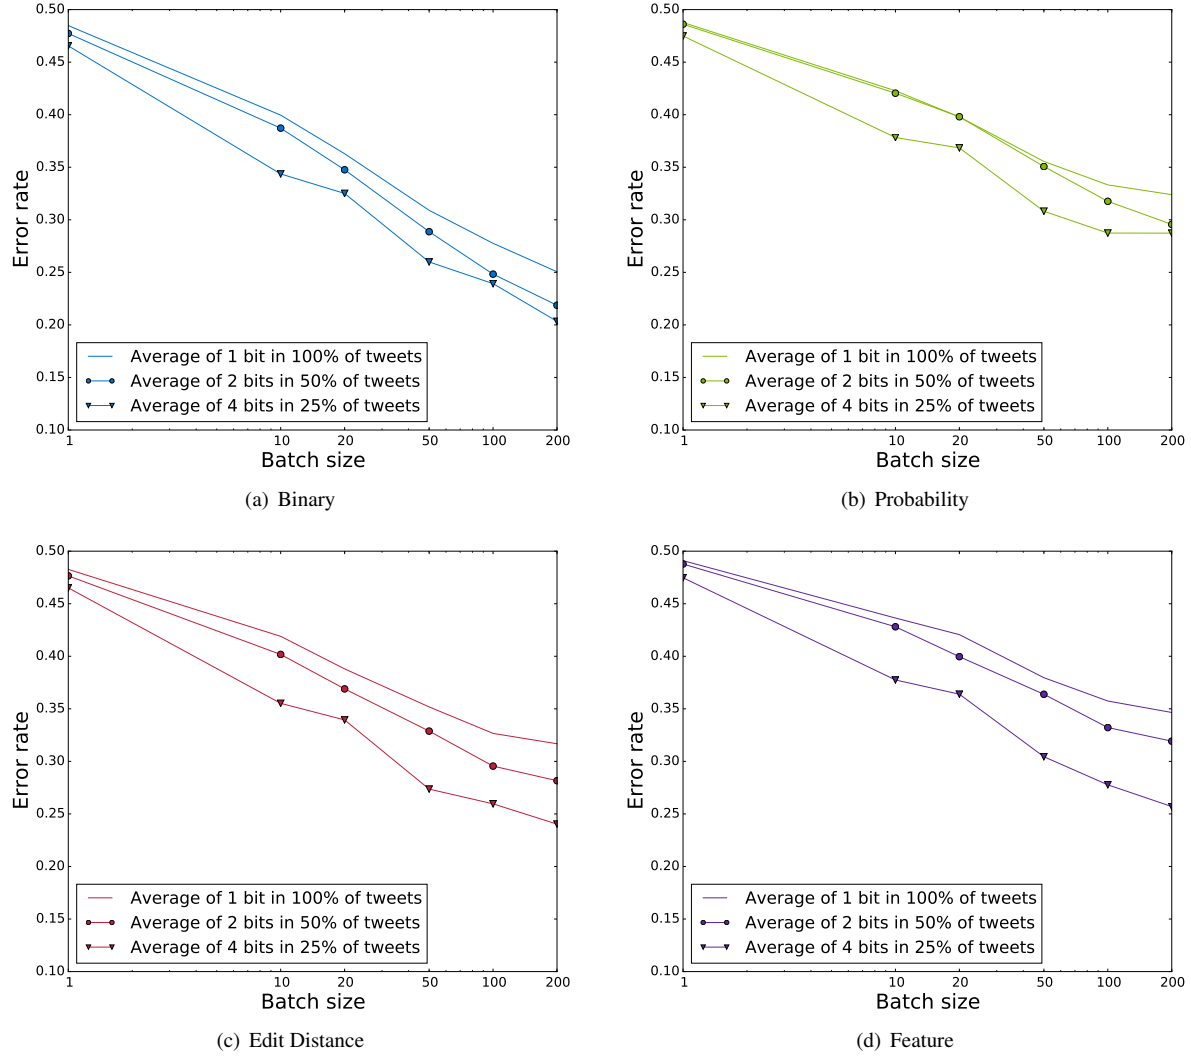 0.50
0.45
0.40
0.35
0.30
0.25
0.20
0.15
0.10
Error rate
Average of 1 bit in 100% of tweets
Average of 2 bits in 50% of tweets
Average of 4 bits in 25% of tweets
1 10 20 50 100 200
Batch size
(a) Binary
0.50
0.45
0.40
0.35
0.30
0.25
0.20
0.15
0.10
Error rate
Average of 1 bit in 100% of tweets
Average of 2 bits in 50% of tweets
Average of 4 bits in 25% of tweets
1 10 20 50 100 200
Batch size
(b) Probability
0.50
0.45
0.40
0.35
0.30
0.25
0.20
0.15
0.10
Error rate
Average of 1 bit in 100% of tweets
Average of 2 bits in 50% of tweets
Average of 4 bits in 25% of tweets
1 10 20 50 100 200
Batch size
(c) Edit Distance
0.50
0.45
0.40
0.35
0.30
0.25
0.20
0.15
0.10
Error rate
Average of 1 bit in 100% of tweets
Average of 2 bits in 50% of tweets
Average of 4 bits in 25% of tweets
1 10 20 50 100 200
Batch size
(d) Feature